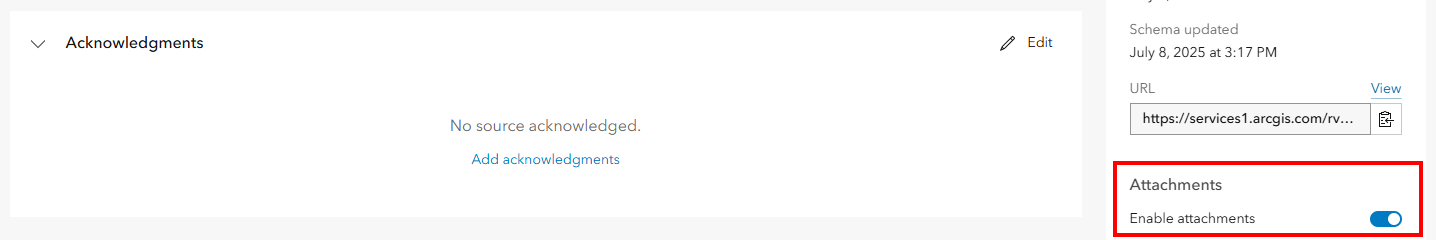 Acknowledgments
Edit
No source acknowledged.
Add acknowledgments
Schema updated
July 8, 2025 at 3:17 PM
URL
View
https://services1.arcgis.com/rv...
Attachments
Enable attachments